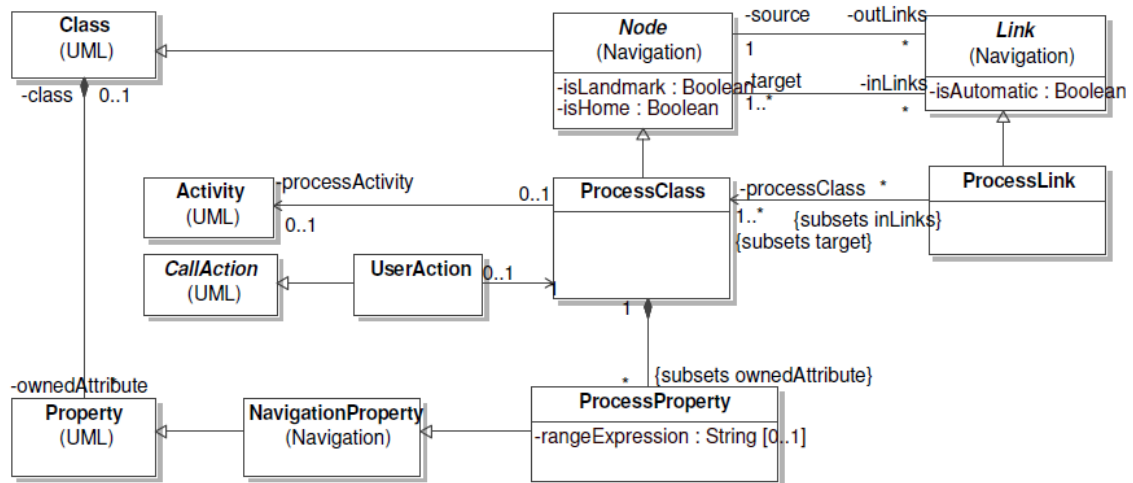 Class
(UML)
-class
0..1
Node
(Navigation)
-isLandmark : Boolean
-isHome : Boolean
-source
1
-outLinks
*
-target
1..*
-inLinks
*
Link
(Navigation)
-isAutomatic : Boolean
Activity
(UML)
-processActivity
0..1
0..1
ProcessClass
-processClass
*
1..*
{subsets inLinks}
{subsets target}
ProcessLink
CallAction
(UML)
UserAction
0..1
1
1
*
{subsets ownedAttribute}
-ownedAttribute
*
Property
(UML)
NavigationProperty
(Navigation)
ProcessProperty
-rangeExpression : String [0..1]